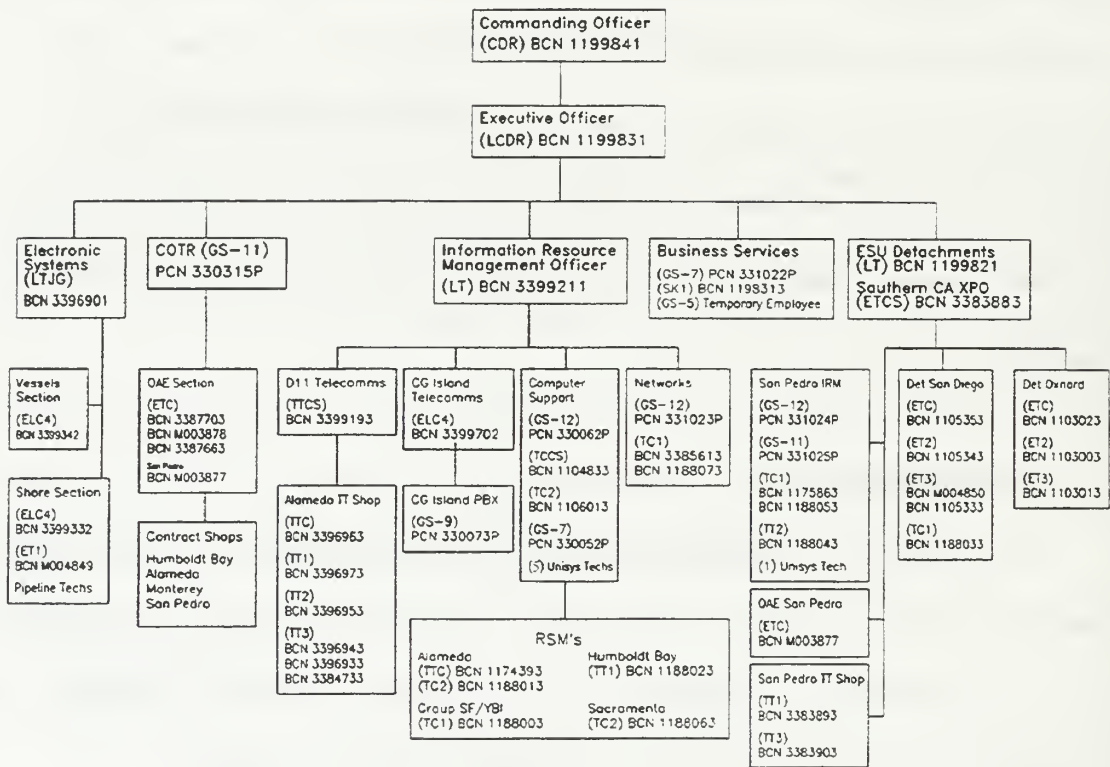 Commanding Officer
(CDR) BCN 1199841
Executive Officer
(LCDR) BCN 1199831
Electronic
Systems
(LTJG)
BCN 3396901
COTR (GS-11)
PCN 330315P
Information Resource
Management Officer
(LT) BCN 3399211
Business Services
(GS-7) PCN 331022P
(SK1) BCN 1198313
(GS-5) Temporary Employee
ESU Detachments
(LT) BCN 1199821
Southern CA XPO
(ETCS) BCN 3383883
Vessels
Section
(ELC4)
BCN 3399342
Shore Section
(ELC4)
BCN 3399332
(ET1)
BCN M004849
Pipeline Techs
QAE Section
(ETC)
BCN 3387703
BCN M003878
BCN 3387663
San Pedro
BCN M003877
Contract Shops
Humboldt Bay
Alameda
Monterey
San Pedro
D11 Telecomms
(TTCS)
BCN 3399193
Alameda TT Shop
(TTC)
BCN 3396963
(TT1)
BCN 3396973
(TT2)
BCN 3396953
(TT3)
BCN 3396943
BCN 3396933
BCN 3384733
CG Island
Telecomms
(ELC4)
BCN 3399702
CG Island PBX
(GS-9)
PCN 330073P
Computer
Support
(GS-12)
PCN 330062P
(TCCS)
BCN 1104833
(TC2)
BCN 1106013
(GS-7)
PCN 330052P
(5) Unisys Techs
Networks
(GS-12)
PCN 331023P
(TC1)
BCN 3385613
BCN 1188073
RSM's
Alameda
(TTC) BCN 1174393
(TC2) BCN 1188013
Group SF/YBI
(TC1) BCN 1188003
Humboldt Bay
(TT1) BCN 1188023
Sacramento
(TC2) BCN 1188063
San Pedro IRM
(GS-12)
PCN 331024P
(GS-11)
PCN 331025P
(TC1)
BCN 1175863
BCN 1188053
(TT2)
BCN 1188043
(1) Unisys Tech
QAE San Pedro
(ETC)
BCN M003877
San Pedro TT Shop
(TT1)
BCN 3383893
(TT3)
BCN 3383903
Det San Diego
(ETC)
BCN 1105353
(ET2)
BCN 1105343
(ET3)
BCN M004850
BCN 1105333
(TC1)
BCN 1188033
Det Oxnard
(ETC)
BCN 1103023
(ET2)
BCN 1103003
(ET3)
BCN 1103013